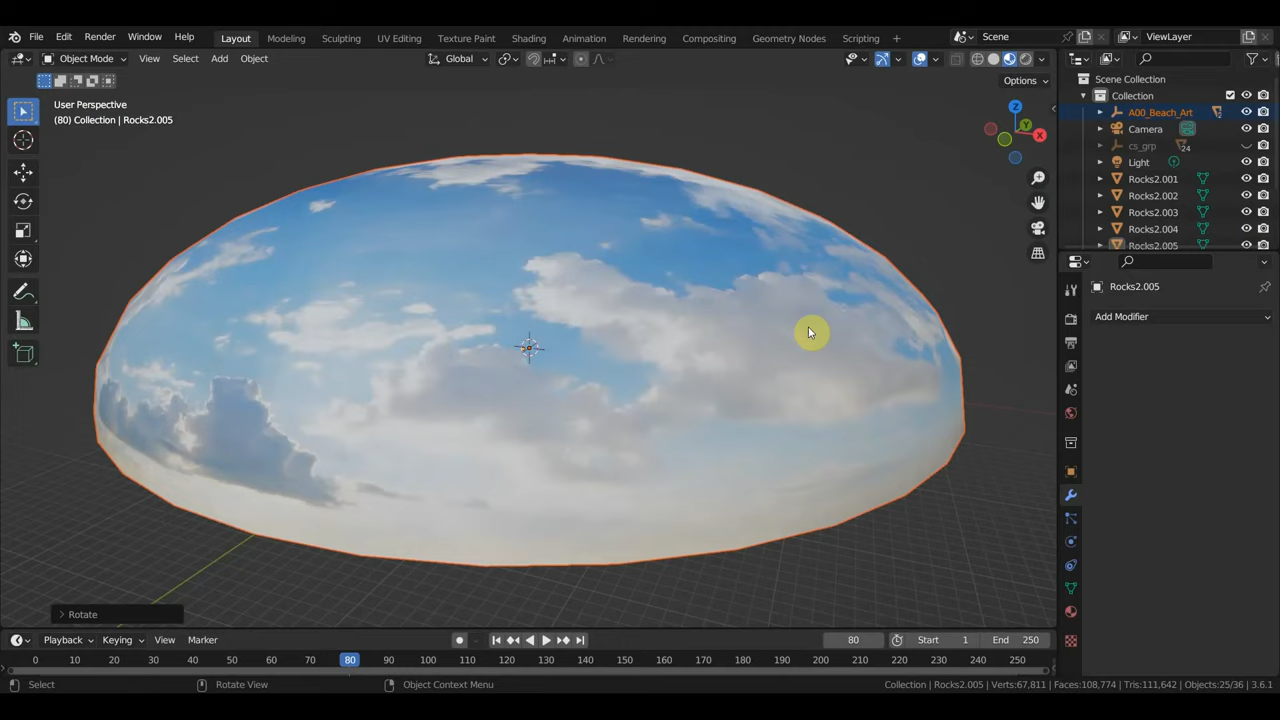 File Edit Render Window Help Layout Modeling Sculpting UV Editing Texture Paint Shading Animation Rendering Compositing Geometry Nodes Scripting + Scene ViewLayer
Object Mode View Select Add Object Global
Options
User Perspective
(80) Collection | Rocks2.005
Z
Y
X
Scene Collection
Collection
A00_Beach_Art
Camera
cs_grp 24
Light
Rocks2.001
Rocks2.002
Rocks2.003
Rocks2.004
Rocks2.005
Rocks2.005
Add Modifier
Rotate
Playback Keying View Marker 80 Start 1 End 250
0 10 20 30 40 50 60 70 80 90 100 110 120 130 140 150 160 170 180 190 200 210 220 230 240 250
Select Rotate View Object Context Menu Collection | Rocks2.005 | Verts:67,811 | Faces:108,774 | Tris:111,642 | Objects:25/36 | 3.6.1